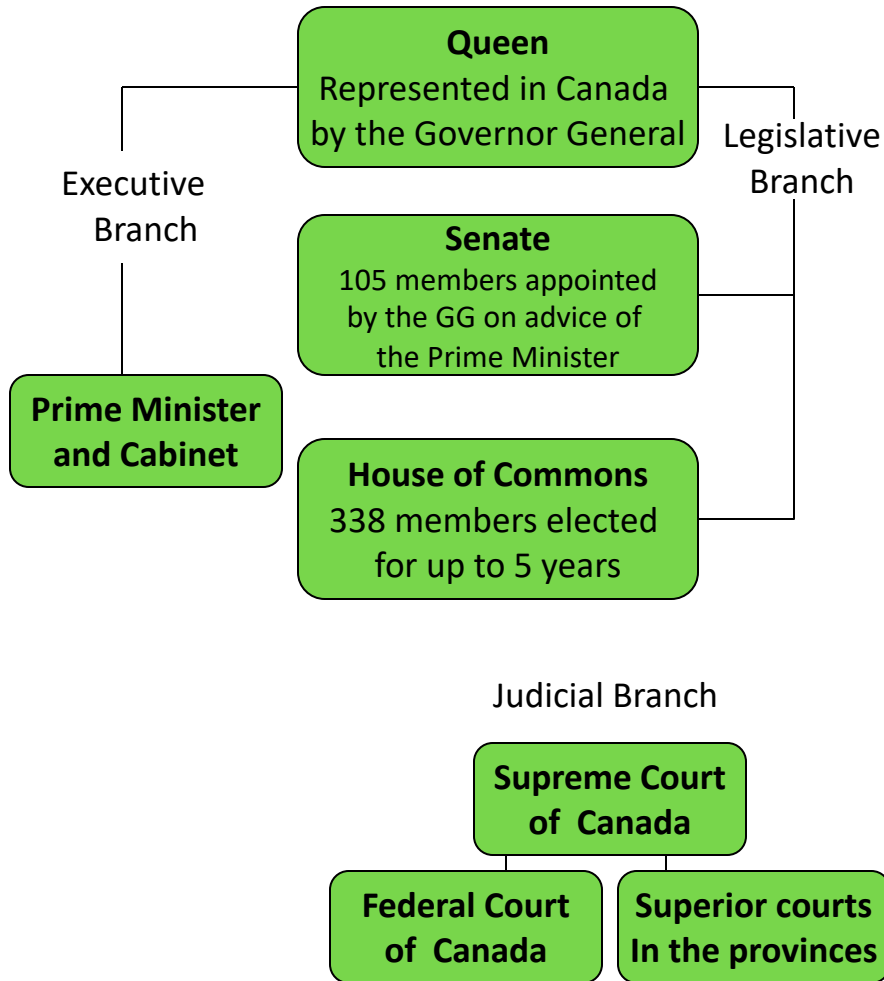 Queen
Represented in Canada
by the Governor General
Executive
Branch
Legislative
Branch
Senate
105 members appointed
by the GG on advice of
the Prime Minister
Prime Minister
and Cabinet
House of Commons
338 members elected
for up to 5 years
Judicial Branch
Supreme Court
of Canada
Federal Court
of Canada
Superior courts
In the provinces